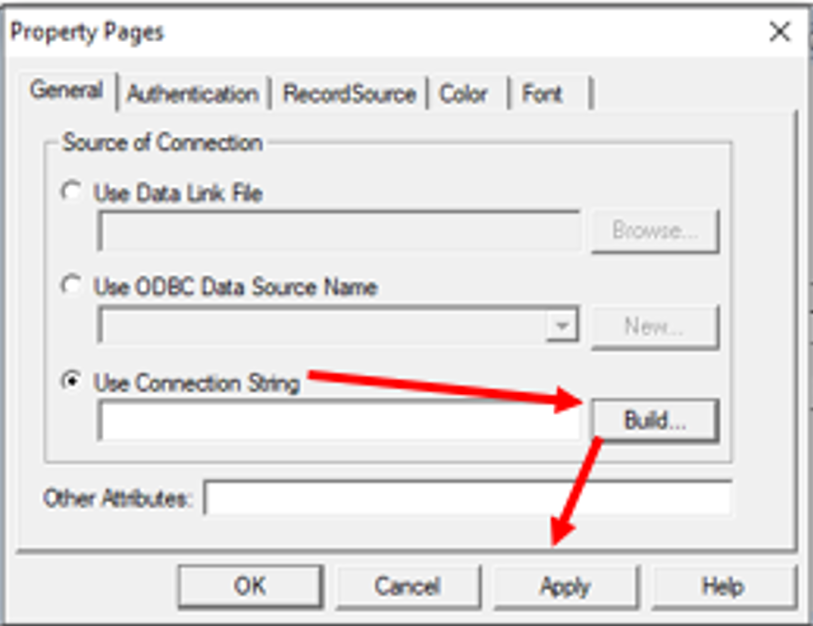 Property Pages
General Authentication RecordSource Color Font
Source of Connection
Use Data Link File
Browse...
Use ODBC Data Source Name
New...
Use Connection String
Build...
Other Attributes:
OK Cancel Apply Help